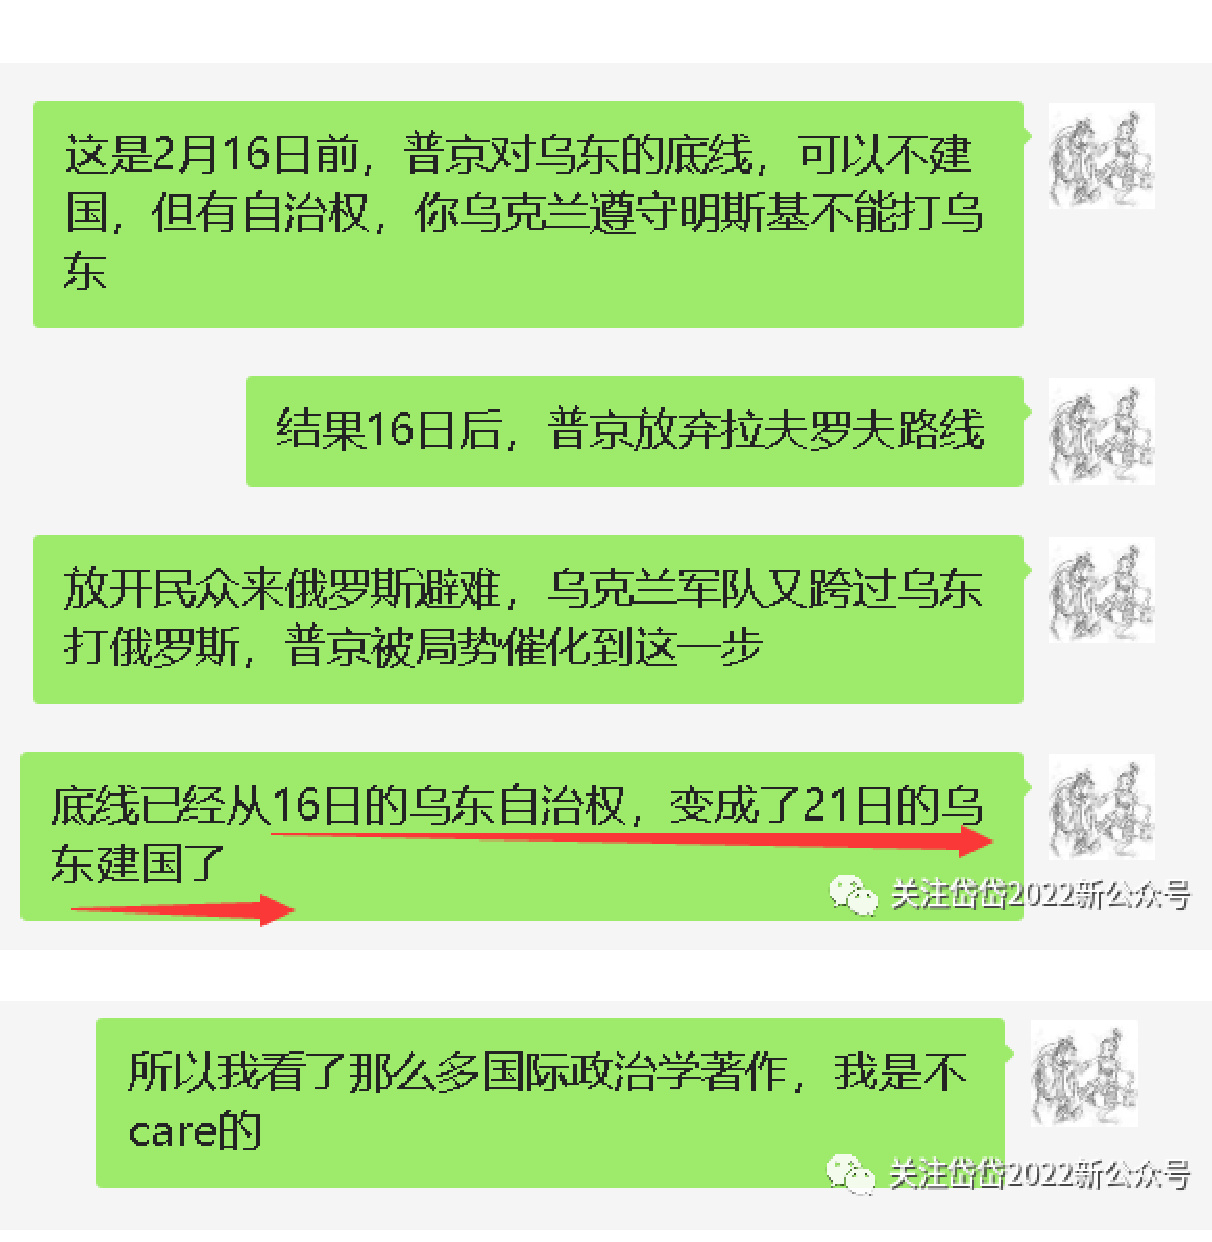 这是2月16日前，普京对乌东的底线，可以不建
国，但有自治权，你乌克兰遵守明斯基不能打乌
东
结果16日后，普京放弃拉夫罗夫路线
放开民众来俄罗斯避难，乌克兰军队又跨过乌东
打俄罗斯，普京被局势催化到这一步
底线已经从16日的乌东自治权，变成了21日的乌
东建国了
关注岱岱2022新公众号
所以我看了那么多国际政治学著作，我是不
care的
关注岱岱2022新公众号